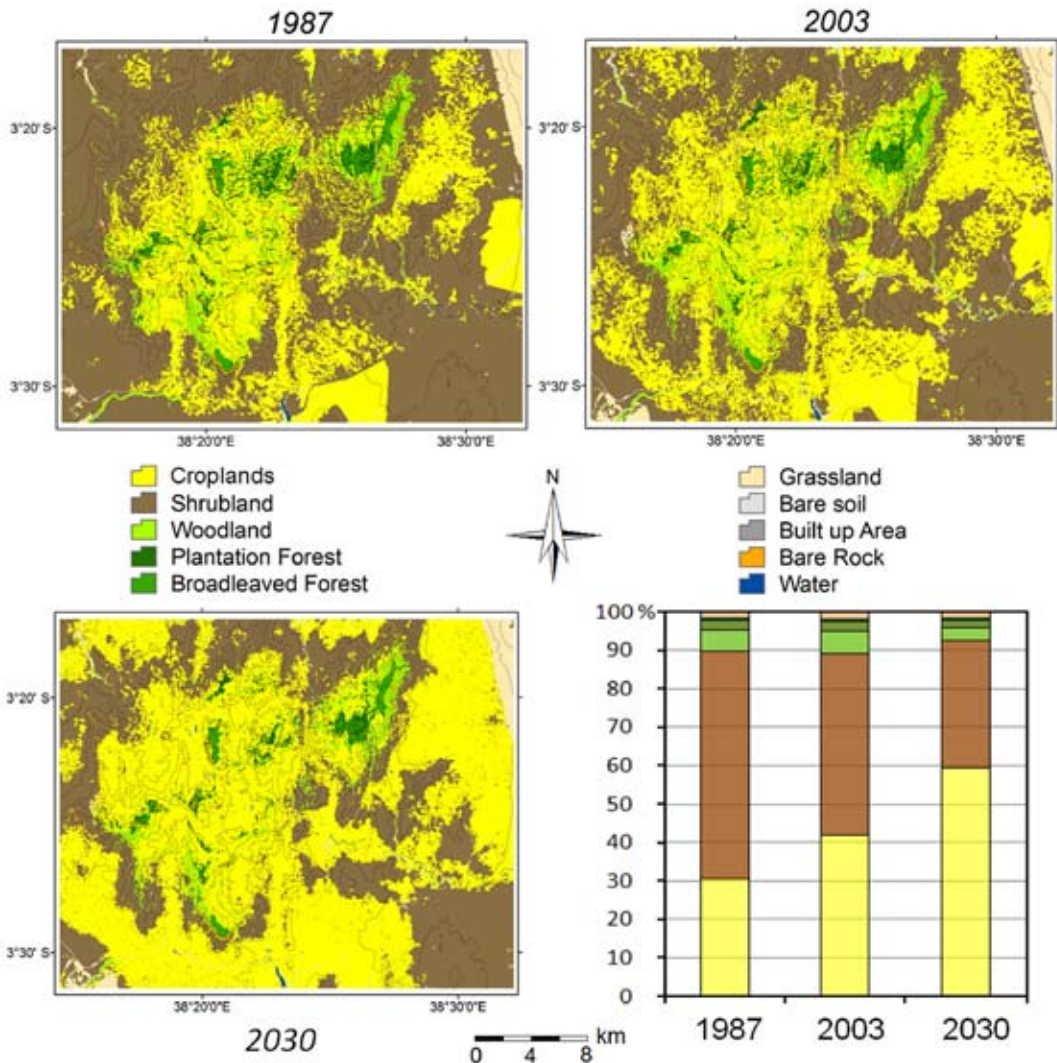 1987
2003
3°20' S
3°30' S
38°20'0"E
38°30'0"E
3°20' S
3°30' S
38°20'0"E
38°30'0"E
Croplands
Shrubland
Woodland
Plantation Forest
Broadleaved Forest
N
Grassland
Bare soil
Built up Area
Bare Rock
Water
3°20' S
3°30' S
38°20'0"E
38°30'0"E
2030
km
0 4 8
100 %
90
80
70
60
50
40
30
20
10
0
1987 2003 2030